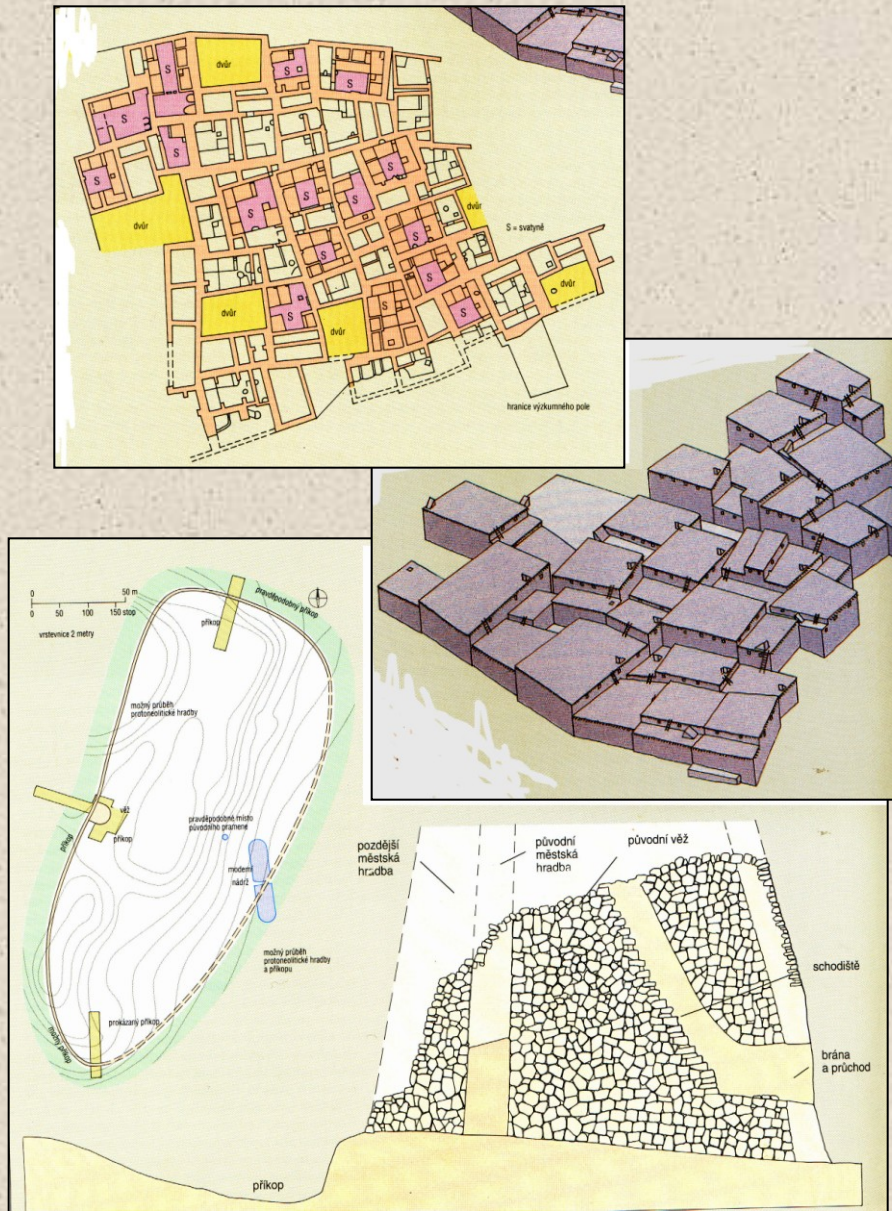 dvůr
S
S
S
S
S
S
S
dvůr
S
S
S
S
S
S
dvůr
S = svatyně
dvůr
S
dvůr
S
S
dvůr
hranice výzkumného pole
0
50 m
0
50
100
150 stop
vrstevnice 2 metry
příkop
pravděpodobný příkop
možný průběh
protoneolitické hradby
věž
příkop
příkop
pravděpodobné místo
původního pramene
moderní
nádrž
možný průběh
protoneolitické hradby
a příkopu
prokázaný příkop
možný příkop
pozdější
městská
hradba
původní
městská
hradba
původní věž
schodiště
brána
a průchod
příkop